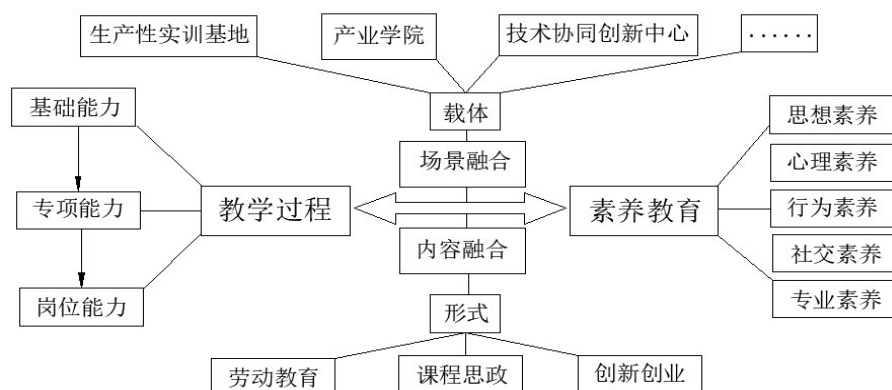 生产性实训基地
产业学院
技术协同创新中心
......
载体
基础能力
专项能力
岗位能力
教学过程
场景融合
内容融合
素养教育
思想素养
心理素养
行为素养
社交素养
专业素养
形式
劳动教育
课程思政
创新创业